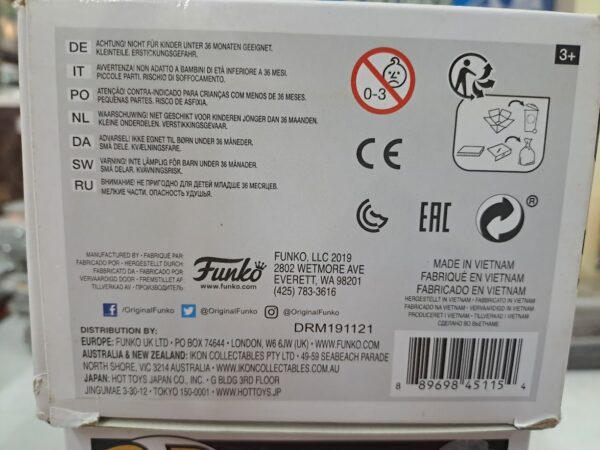 3+
DE ACHTUNG! NICHT FÜR KINDER UNTER 36 MONATEN GEEIGNET.
KLEINTEILE. ERSTICKUNGSGEFAHR.
IT AVVERTENZA: NON ADATTO A BAMBINI DI ETÀ INFERIORE A 36 MESI.
PICCOLE PARTI. RISCHIO DI SOFFOCAMENTO.
PO ATENÇÃO! CONTRA-INDICADO PARA CRIANÇAS COM MENOS DE 36 MESES.
PEQUENAS PARTES. RISCO DE ASFIXIA.
NL WAARSCHUWING: NIET GESCHIKT VOOR KINDEREN JONGER DAN 36 MAANDEN.
KLEINE ONDERDELEN. VERSTIKKINGSGEVAAR.
DA ADVARSEL! IKKE EGNET TIL BØRN UNDER 36 MÅNEDER.
SMÅ DELE. KVÆLNINGSFARE.
SW VARNING! INTE LÄMPLIG FÖR BARN UNDER 36 MÅNADER.
SMÅ DELAR. KVÄVNINGSRISK.
RU ВНИМАНИЕ! НЕ ПРИГОДНО ДЛЯ ДЕТЕЙ МЛАДШЕ 36 МЕСЯЦЕВ.
МЕЛКИЕ ЧАСТИ. ОПАСНОСТЬ УДУШЬЯ.
0-3
CE
EAC
®
MANUFACTURED BY • FABRIQUÉ PAR:
FABRICADO POR • HERGESTELLT DURCH:
FABBRICATO DA • FABRICADO POR:
VERVAARDIGD DOOR • FREMSTILLET AF:
TILLVERKAD AV • ПРОИЗВОДИТЕЛЬ:
Funko
www.funko.com
FUNKO, LLC 2019
2802 WETMORE AVE
EVERETT, WA 98201
(425) 783-3616
/OriginalFunko @OriginalFunko @OriginalFunko
MADE IN VIETNAM
FABRIQUÉ EN VIETNAM
FABRICADO EN VIETNAM
HERGESTELLT IN VIETNAM • FABBRICATO IN VIETNAM
FABRICADO NA VIETNAM • VERVAARDIGD IN VIETNAM
PRODUCERET I VIETNAM • TILLVERKAD I VIETNAM
СДЕЛАНО ВО ВЬЕТНАМЕ
DRM191121
DISTRIBUTION BY:
EUROPE: FUNKO UK LTD • PO BOX 74644 • LONDON, W6 6JW • WWW.FUNKO.COM
AUSTRALIA & NEW ZEALAND: IKON COLLECTABLES PTY LTD • 49-59 SEABEACH PARADE
NORTH SHORE, VIC 3214 AUSTRALIA • WWW.IKONCOLLECTABLES.COM.AU
JAPAN: HOT TOYS JAPAN CO., INC. • G BLDG 3RD FLOOR
JINGUMAE 3-30-12 • TOKYO 150-0001 • WWW.HOTTOYS.JP
8 89698 45115 4